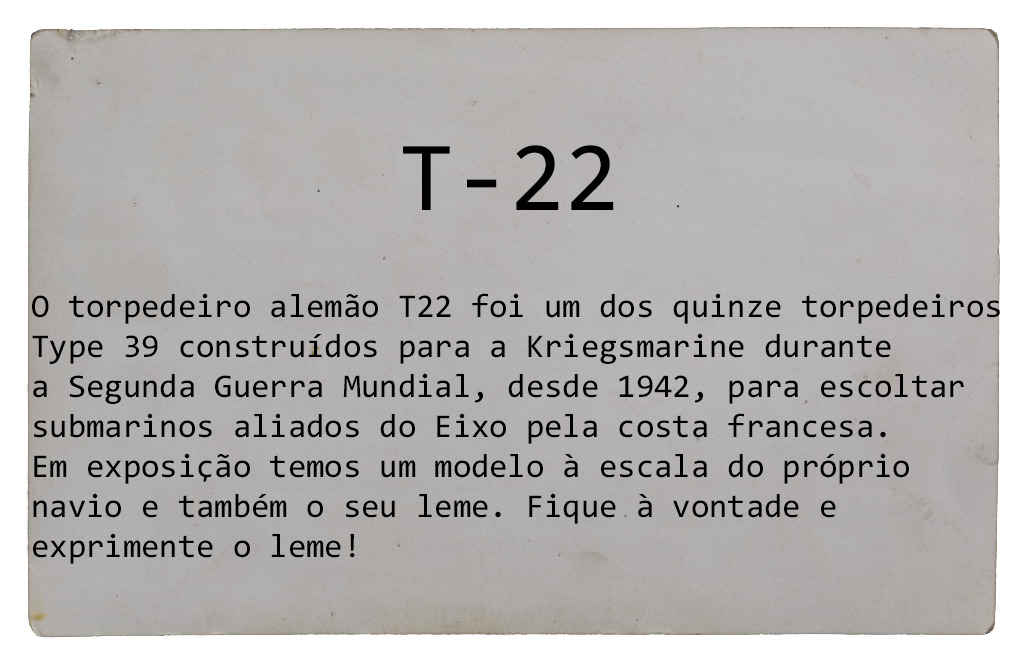 T-22
O torpedeiro alemão T22 foi um dos quinze torpedeiros
Type 39 construídos para a Kriegsmarine durante
a Segunda Guerra Mundial, desde 1942, para escoltar
submarinos aliados do Eixo pela costa francesa.
Em exposição temos um modelo à escala do próprio
navio e também o seu leme. Fique à vontade e
exprimente o leme!